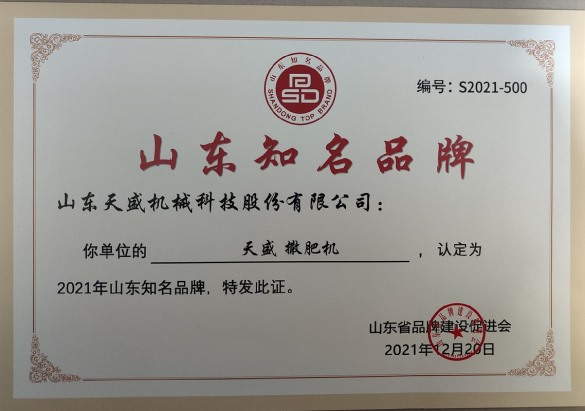 山东知名品牌
SD
SHANDONG TOP BRAND
编号：S2021-500
山东知名品牌
山东天盛机械科技股份有限公司：
你单位的 天盛 撒肥机 ，认定为
2021年山东知名品牌，特发此证。
山东省品牌建设促进会
2021年12月20日